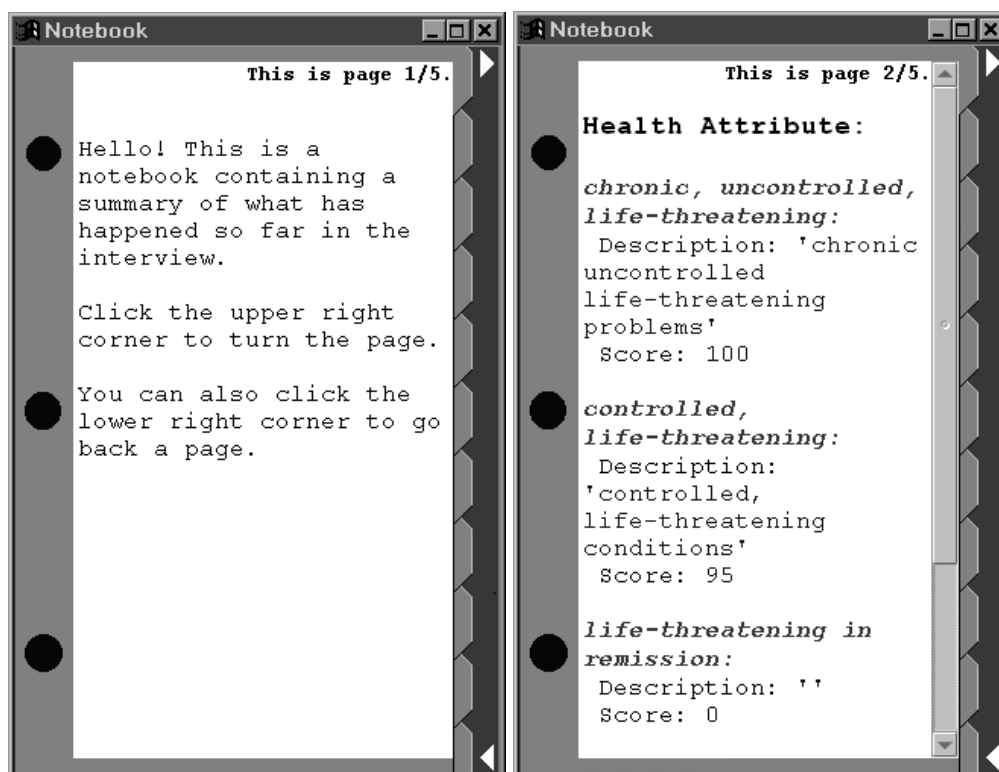 Notebook
This is page 1/5.
Hello! This is a
notebook containing a
summary of what has
happened so far in the
interview.
Click the upper right
corner to turn the page.
You can also click the
lower right corner to go
back a page.
Notebook
This is page 2/5.
Health Attribute:
chronic, uncontrolled,
life-threatening:
Description: 'chronic
uncontrolled
life-threatening
problems'
Score: 100
controlled,
life-threatening:
Description:
'controlled,
life-threatening
conditions'
Score: 95
life-threatening in
remission:
Description: ''
Score: 0